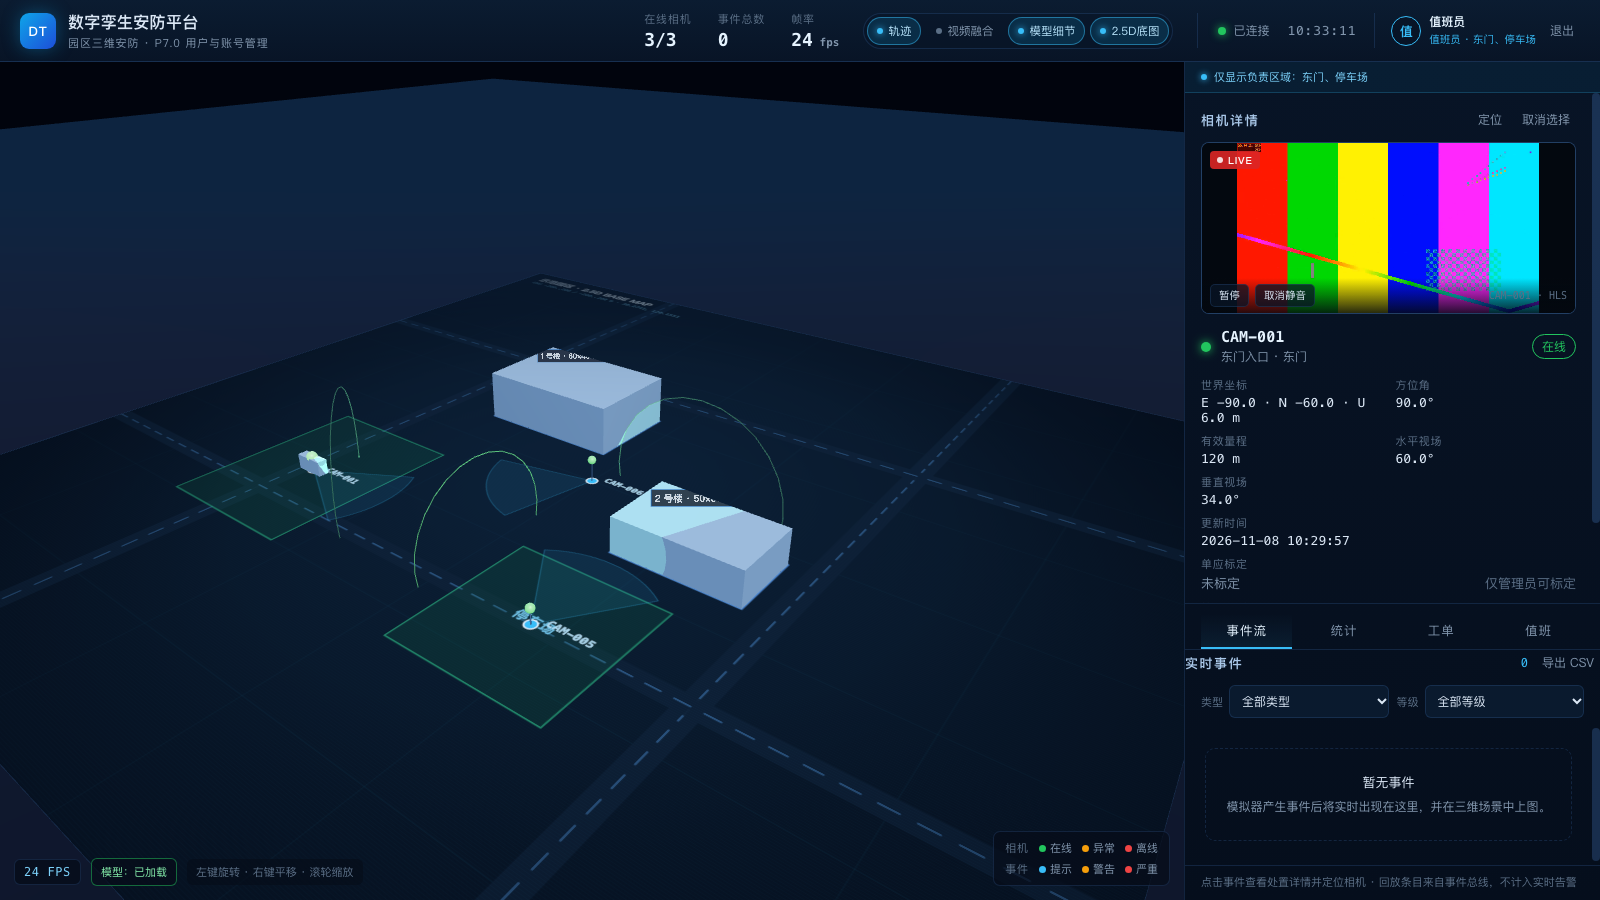 DT
数字孪生安防平台
园区三维安防 · P7.0 用户与账号管理
在线相机
3/3
事件总数
0
帧率
24 fps
轨迹
视频融合
模型细节
2.5D底图
已连接
10:33:11
值
值班员
值班员 · 东门、停车场
退出
仅显示负责区域：东门、停车场
相机详情
定位
取消选择
LIVE
暂停
取消静音
HLS
CAM-001
东门入口 · 东门
在线
世界坐标
E -90.0 · N -60.0 · U 6.0 m
方位角
90.0°
有效量程
120 m
水平视场
60.0°
垂直视场
34.0°
更新时间
2026-11-08 10:29:57
单应标定
未标定
仅管理员可标定
事件流
统计
工单
值班
实时事件
0
导出 CSV
类型
全部类型
等级
全部等级
暂无事件
模拟器产生事件后将实时出现在这里，并在三维场景中上图。
点击事件查看处置详情并定位相机 · 回放条目来自事件总线，不计入实时告警
2.5D BASE MAP
1 号楼
CAM-001
CAM-006
2 号楼
停车场
CAM-005
24 FPS
模型：已加载
左键旋转 · 右键平移 · 滚轮缩放
相机 在线 异常 离线
事件 提示 警告 严重